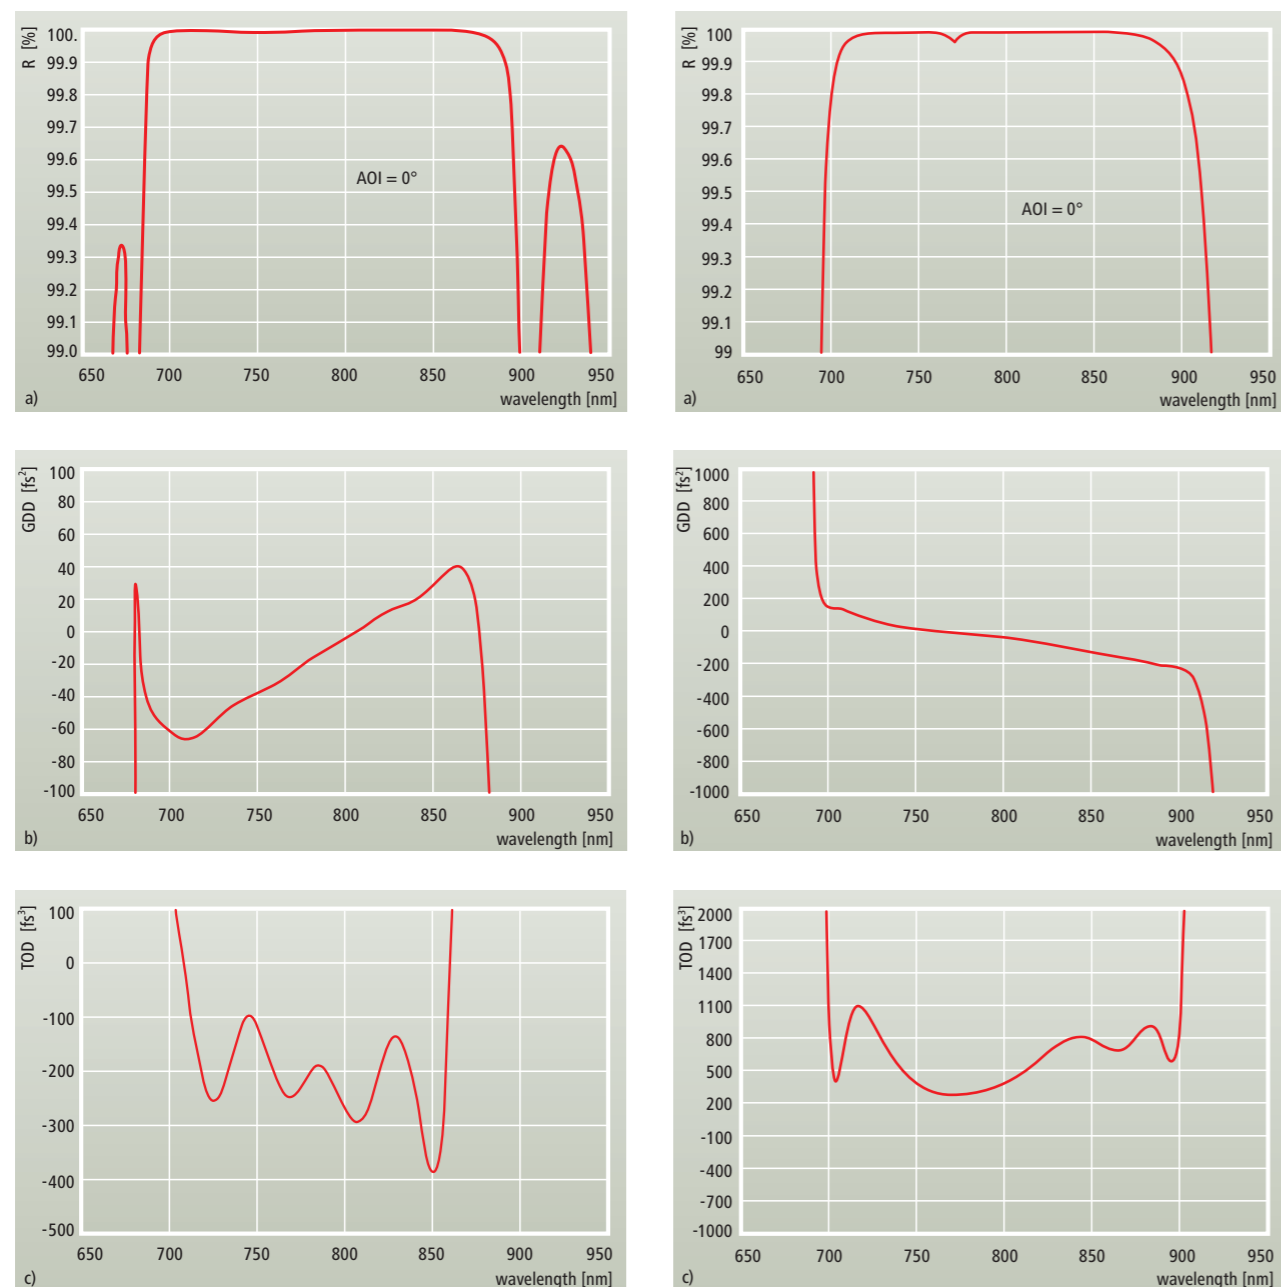 R [%]
100.
99.9
99.8
99.7
99.6
99.5
99.4
99.3
99.2
99.1
99.0
AOI = 0°
650 700 750 800 850 900 950
a) wavelength [nm]
R [%]
100
99.9
99.8
99.7
99.6
99.5
99.4
99.3
99.2
99.1
99
AOI = 0°
650 700 750 800 850 900 950
a) wavelength [nm]
GDD [fs²]
100
80
60
40
20
0
-20
-40
-60
-80
-100
650 700 750 800 850 900 950
wavelength [nm]
b)
GDD [fs²]
1000
800
600
400
200
0
-200
-400
-600
-800
-1000
650 700 750 800 850 900 950
wavelength [nm]
b)
TOD [fs³]
100
0
-100
-200
-300
-400
-500
650 700 750 800 850 900 950
c) wavelength [nm]
TOD [fs³]
2000
1700
1400
1100
800
500
200
-100
-400
-700
-1000
650 700 750 800 850 900 950
c) wavelength [nm]